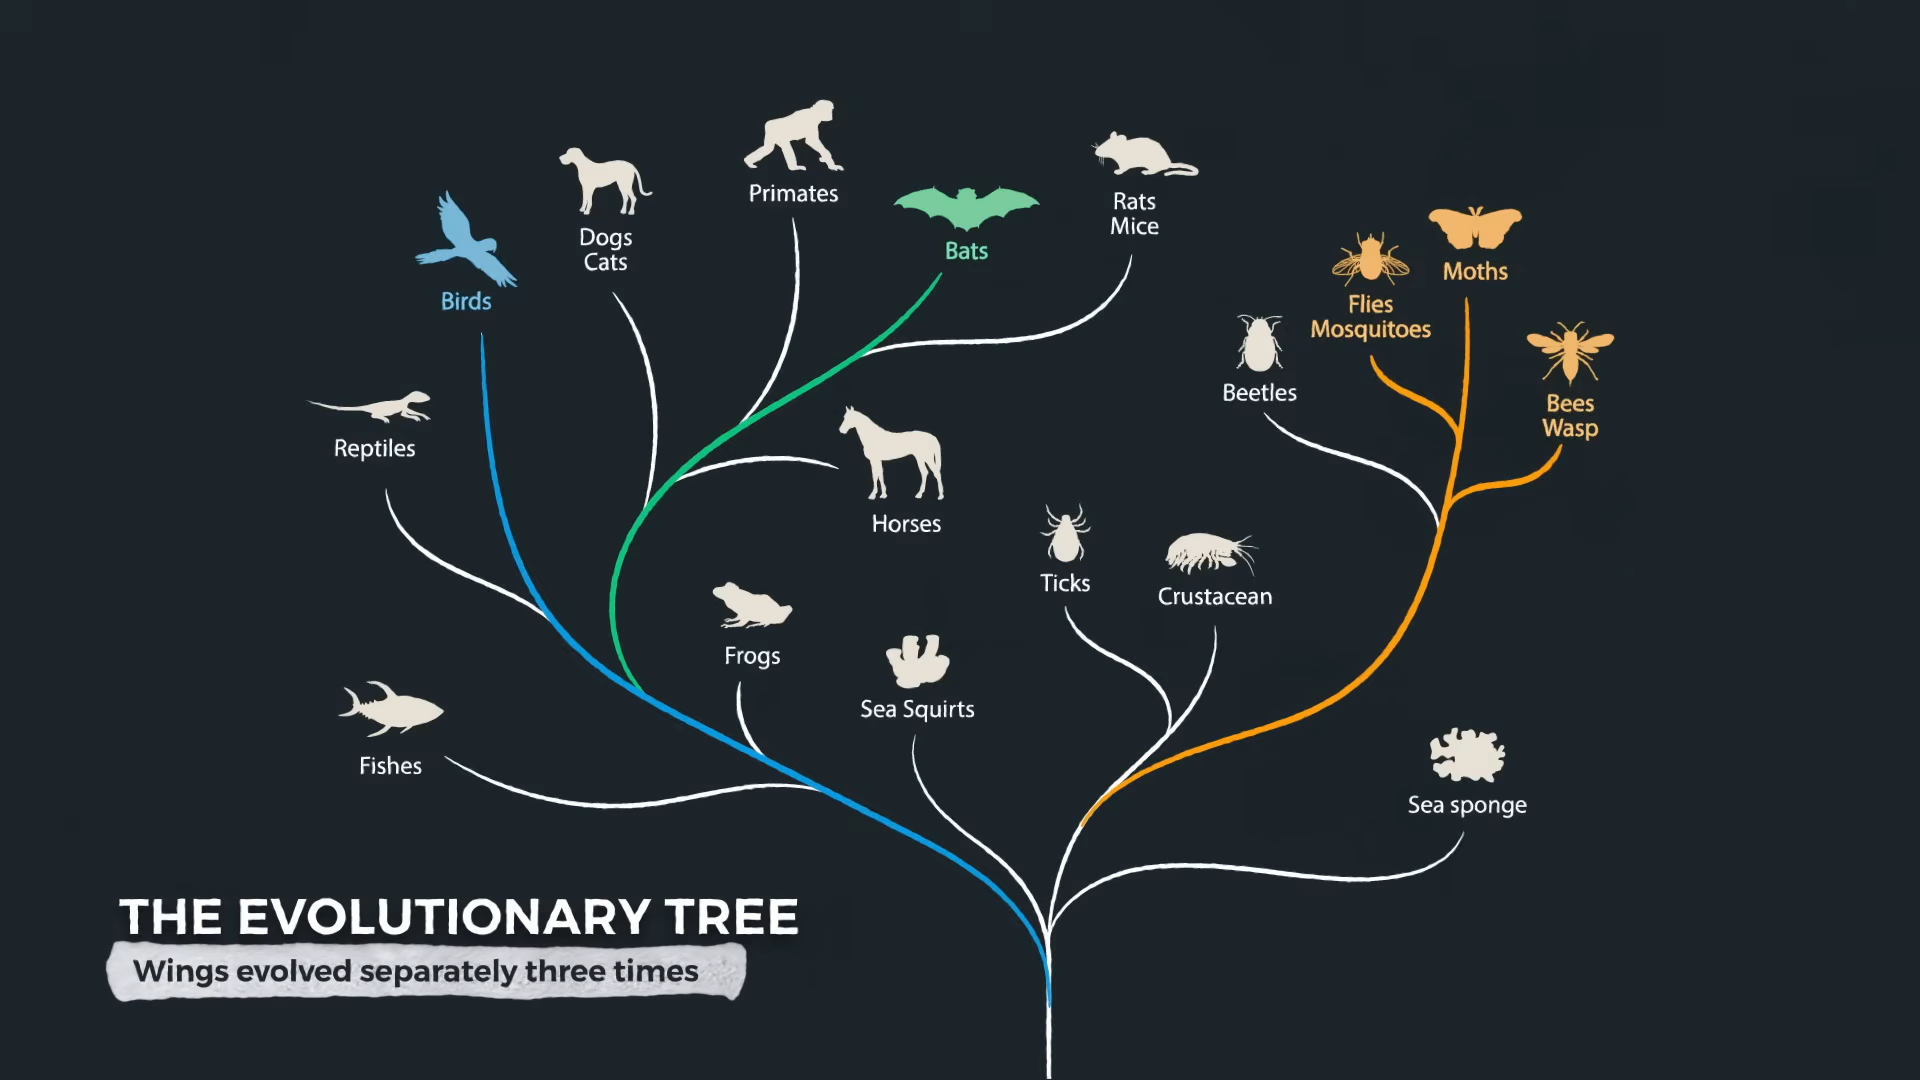 Primates
Rats
Mice
Dogs
Cats
Bats
Birds
Moths
Flies
Mosquitoes
Beetles
Bees
Wasp
Reptiles
Horses
Ticks
Crustacean
Frogs
Sea Squirts
Fishes
Sea sponge
THE EVOLUTIONARY TREE
Wings evolved separately three times